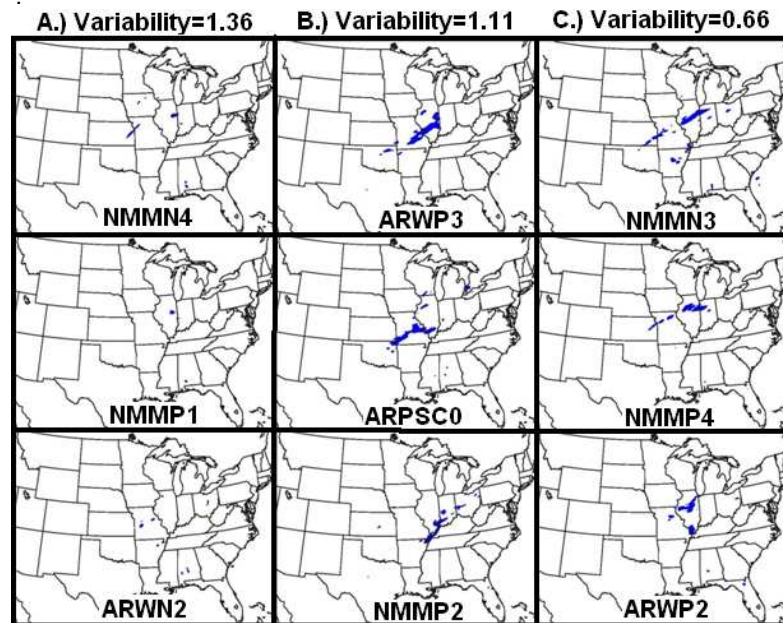 A.) Variability=1.36 B.) Variability=1.11 C.) Variability=0.66
NMMN4 ARWP3 NMMN3
NMMP1 ARPSC0 NMMP4
ARWN2 NMMP2 ARWP2